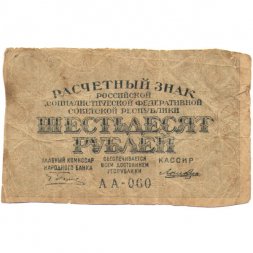 РАСЧЕТНЫЙ ЗНАК
РОССИЙСКОЙ
СОЦИАЛИСТИЧЕСКОЙ ФЕДЕРАТИВНОЙ
СОВЕТСКОЙ РЕСПУБЛИКИ
ШЕСТЬДЕСЯТ
РУБЛЕЙ
ГЛАВНЫЙ КОМИССАР
НАРОДНОГО БАНКА
ОБЕСПЕЧИВАЕТСЯ
ВСЕМ ДОСТОЯНИЕМ
РЕСПУБЛИКИ
КАССИР
АА-060